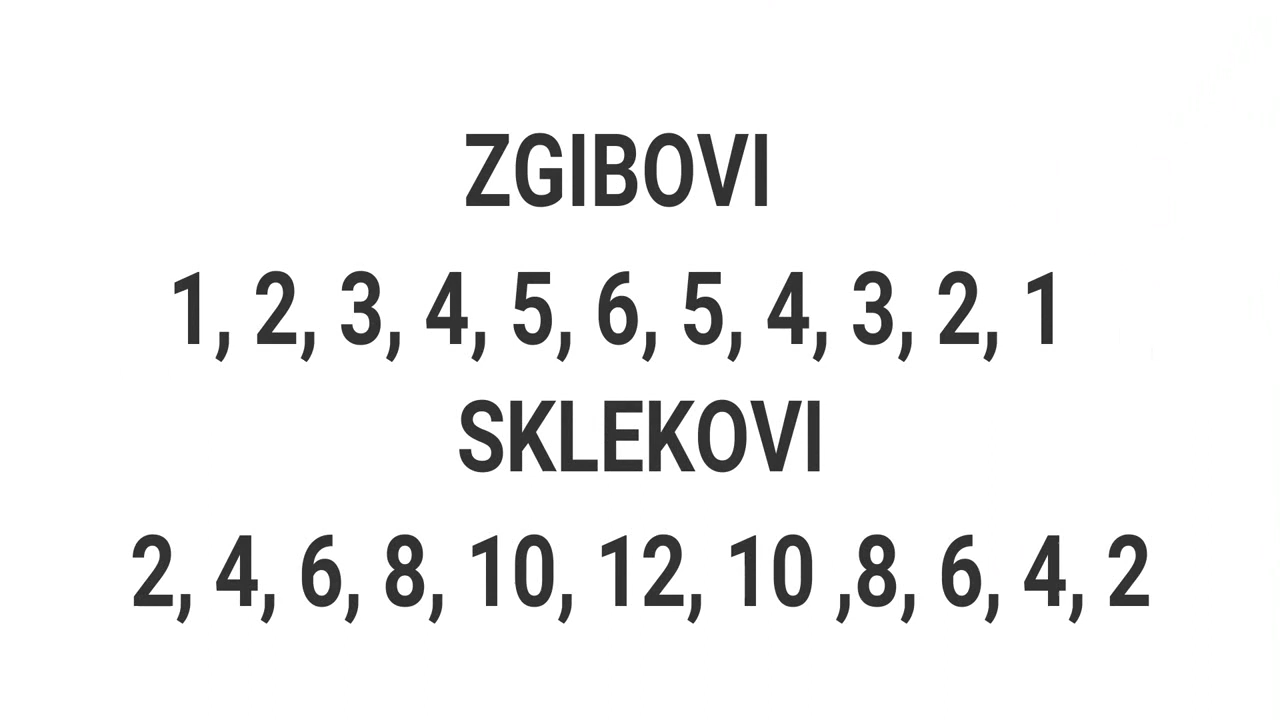 ZGIBOVI
1, 2, 3, 4, 5, 6, 5, 4, 3, 2, 1
SKLEKOVI
2, 4, 6, 8, 10, 12, 10 ,8, 6, 4, 2